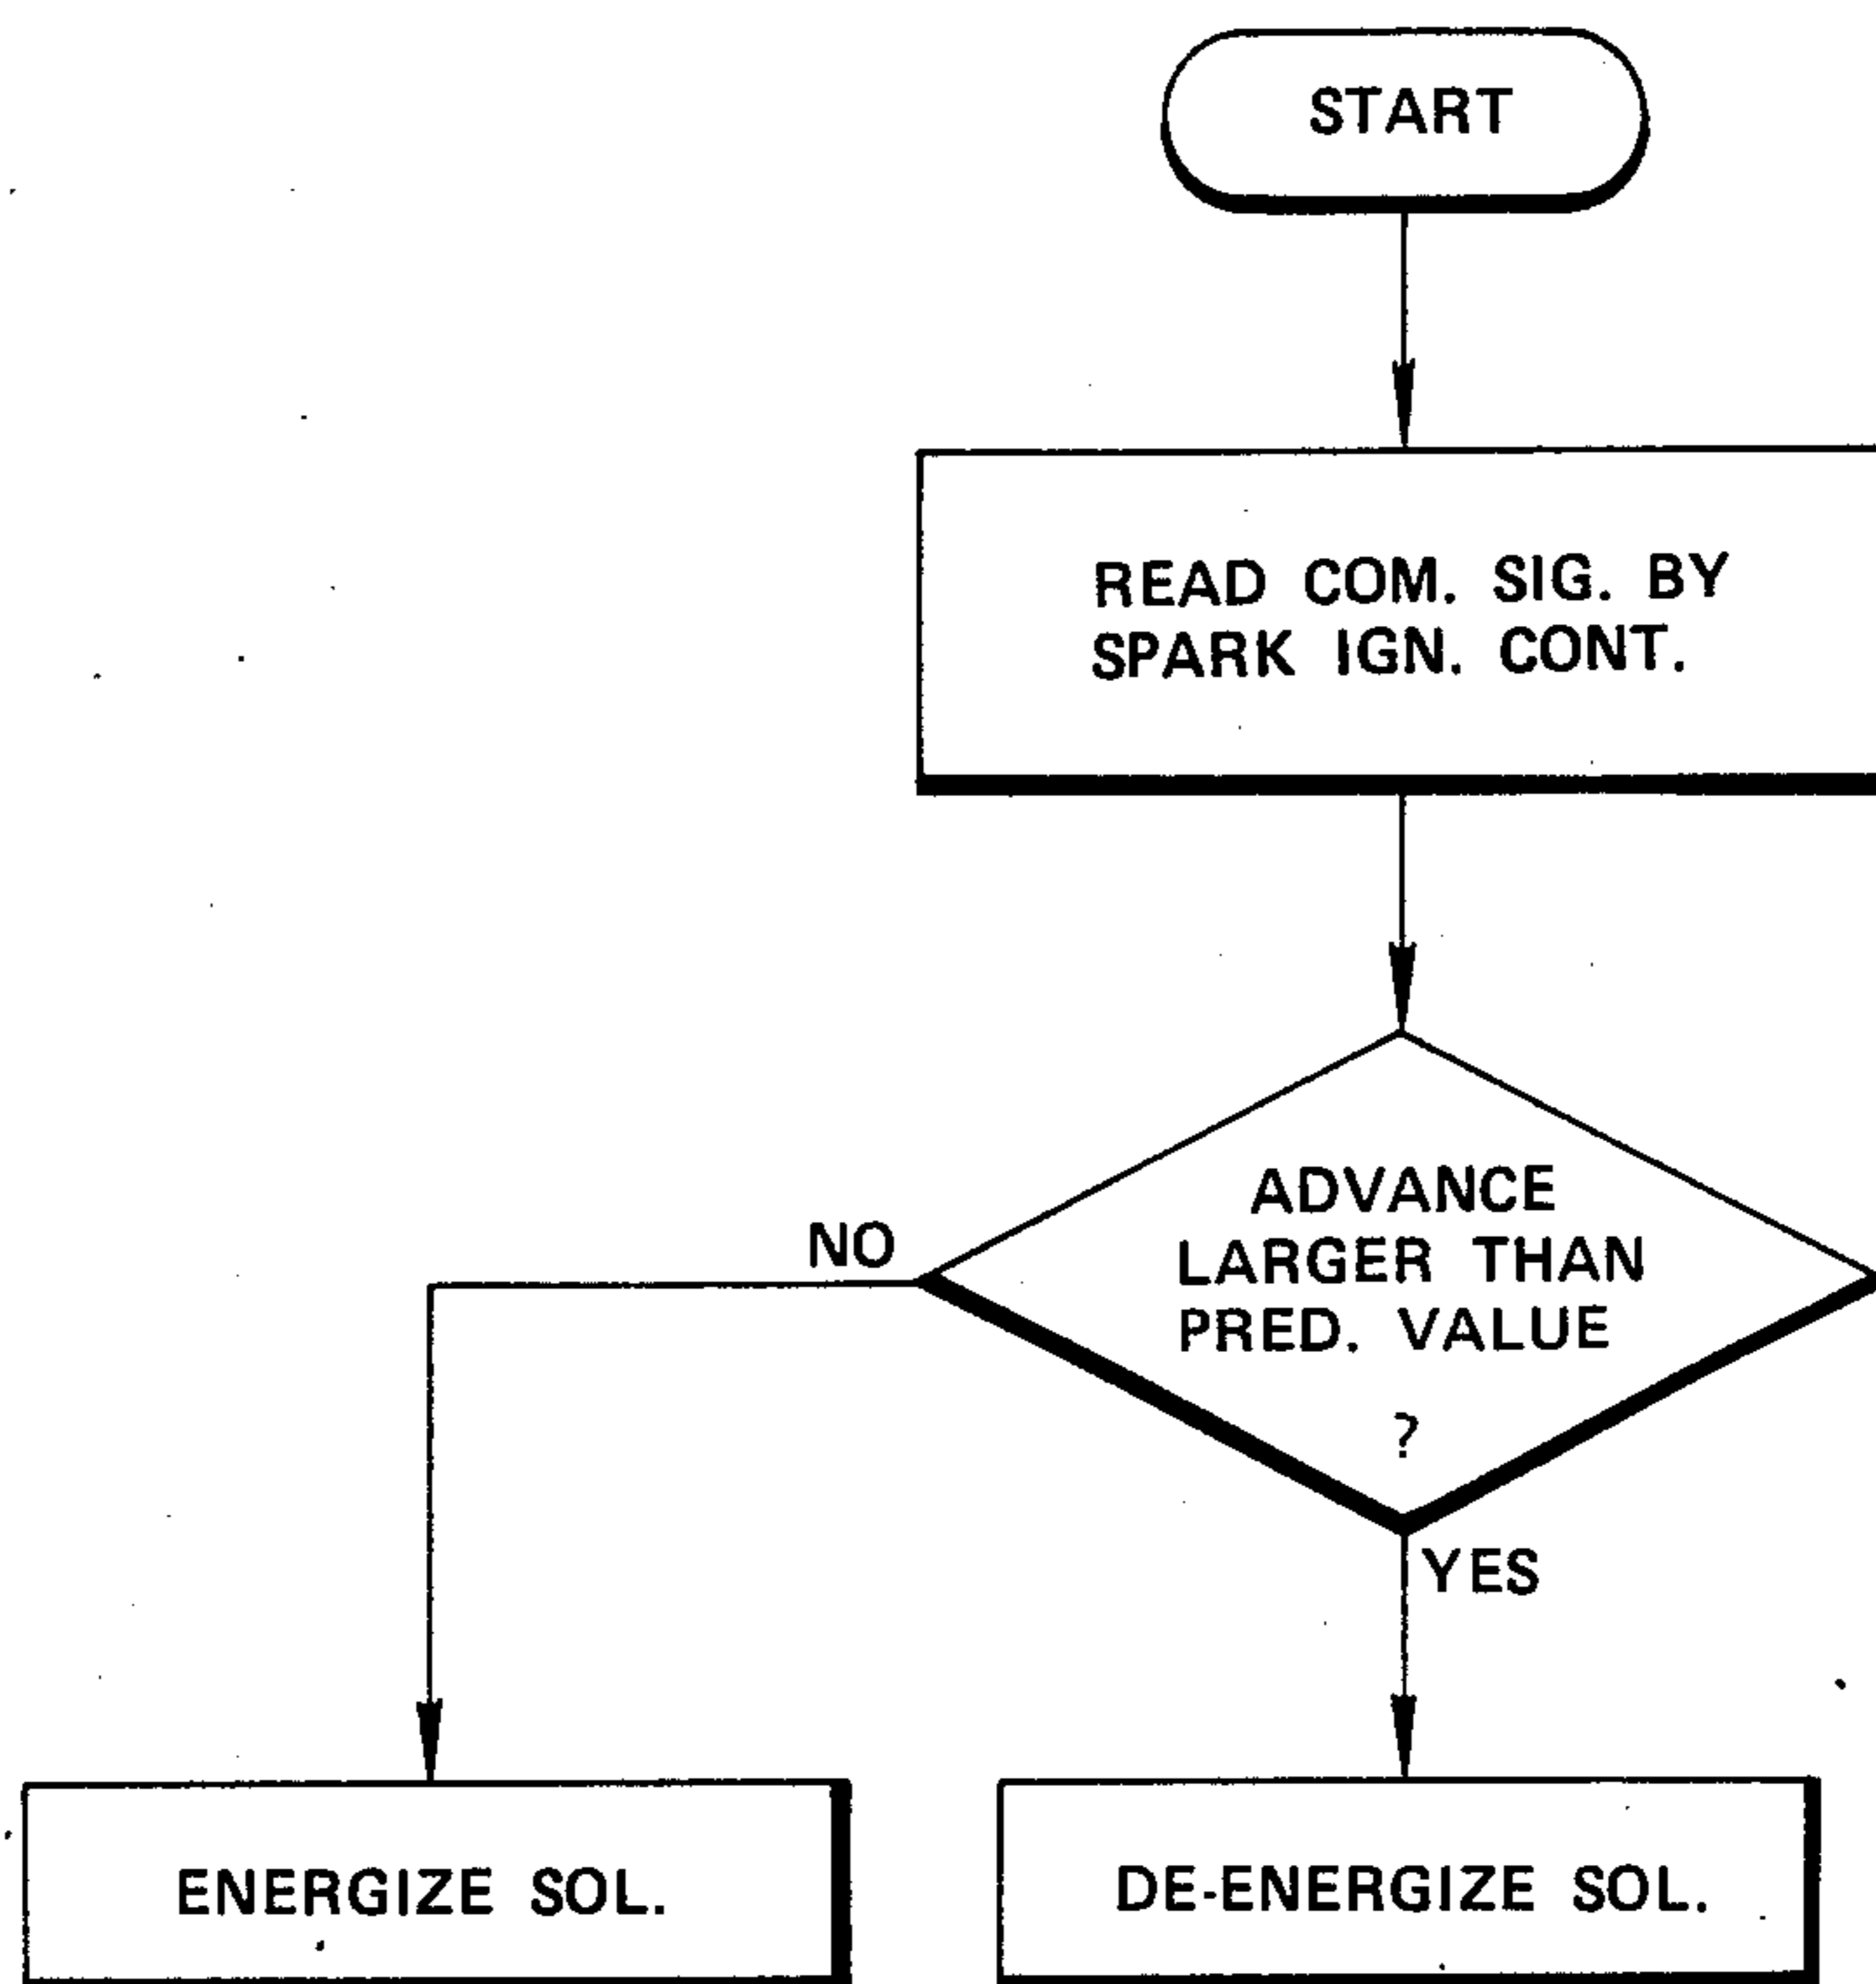 START
READ COM. SIG. BY
SPARK IGN. CONT.
ADVANCE
LARGER THAN
PRED. VALUE
?
NO
YES
ENERGIZE SOL.
DE-ENERGIZE SOL.